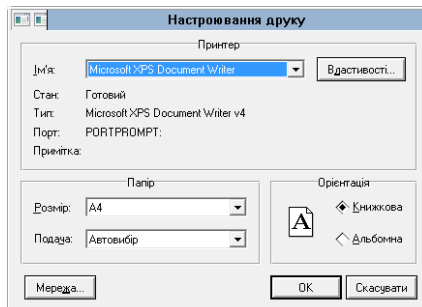 Настроювання друку
Принтер
Ім'я: Microsoft XPS Document Writer Властивості...
Стан: Готовий
Тип: Microsoft XPS Document Writer v4
Порт: PORTPROMPT:
Примітка:
Папір
Розмір: A4
Подача: Автовибір
Орієнтація
A
Книжкова
Альбомна
Мережа... OK Скасувати